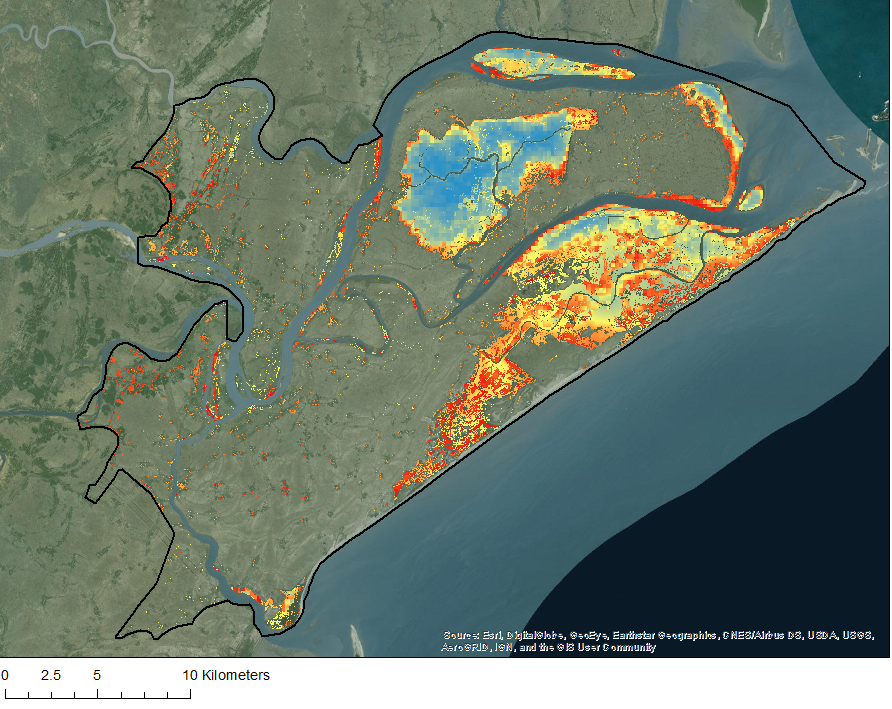 Source: Esri, DigitalGlobe, GeoEye, Earthstar Geographics, CNES/Airbus DS, USDA, USGS,
AeroGRID, IGN, and the GIS User Community
0 2.5 5 10 Kilometers